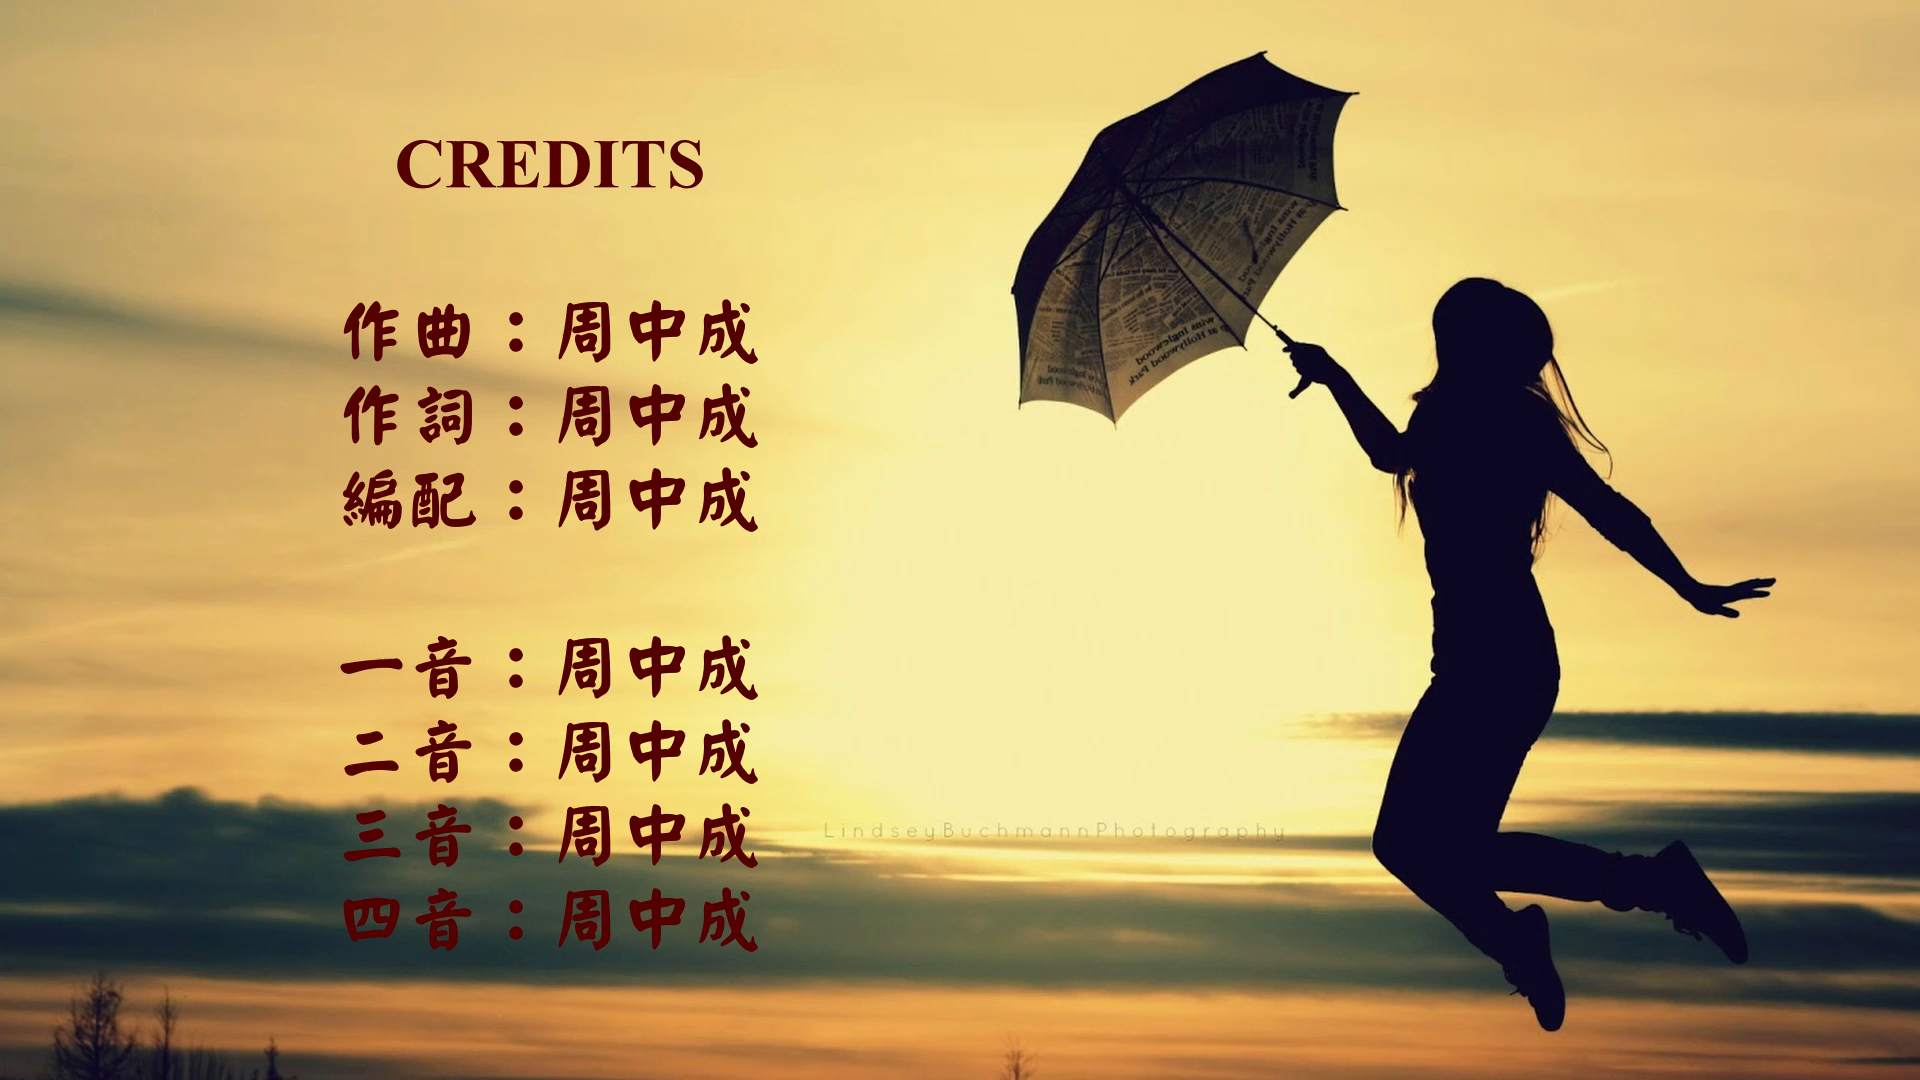 CREDITS
作曲：周中成
作詞：周中成
編配：周中成
一音：周中成
二音：周中成
三音：周中成
四音：周中成
LindseyBuchmannPhotography